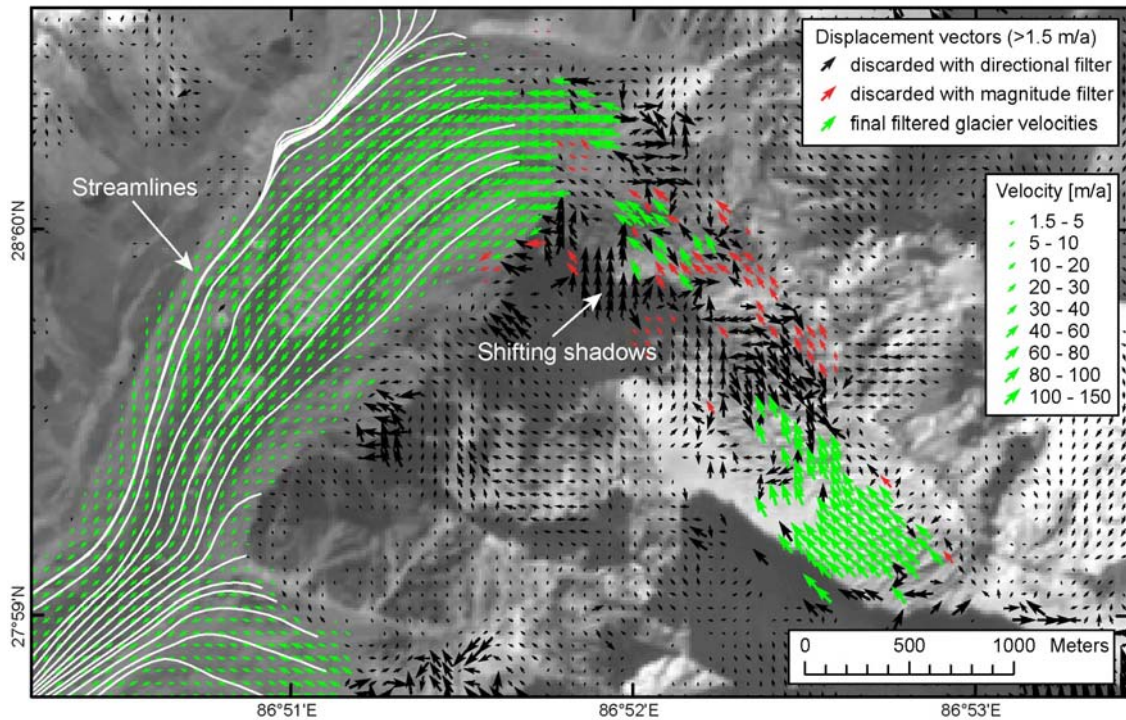 Displacement vectors (>1.5 m/a)
discarded with directional filter
discarded with magnitude filter
final filtered glacier velocities
Streamlines
Velocity [m/a]
1.5 - 5
5 - 10
10 - 20
20 - 30
30 - 40
40 - 60
60 - 80
80 - 100
100 - 150
28°60'N
Shifting shadows
27°59'N
0 500 1000 Meters
86°51'E 86°52'E 86°53'E